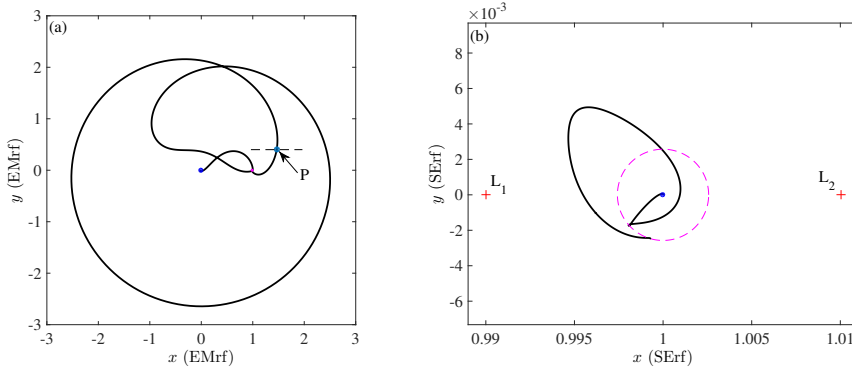 (a)
3
2
1
0
-1
-2
-3
y (EMrf)
P
-3 -2 -1 0 1 2 3
x (EMrf)
×10⁻³
(b)
8
6
4
2
0
-2
-4
-6
y (SErf)
L₁
L₂
0.99 0.995 1 1.005 1.01
x (SErf)